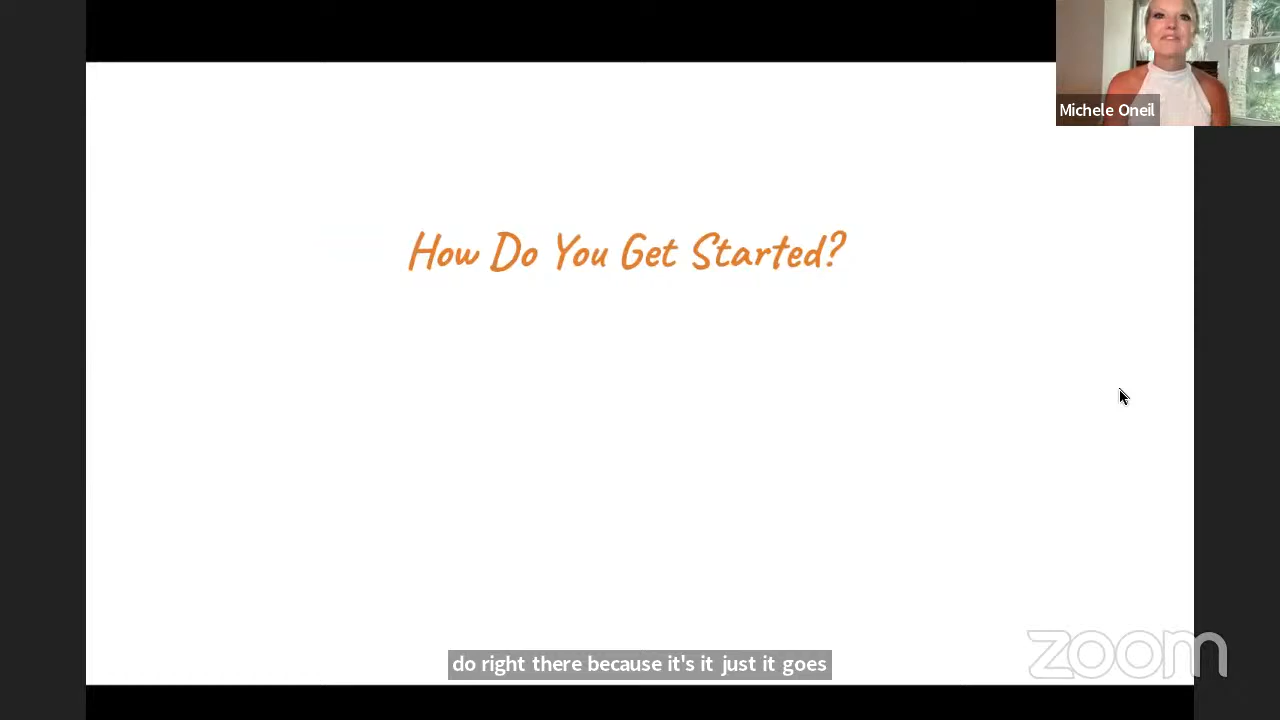 Michele Oneil
How Do You Get Started?
do right there because it's it just it goes
zoom